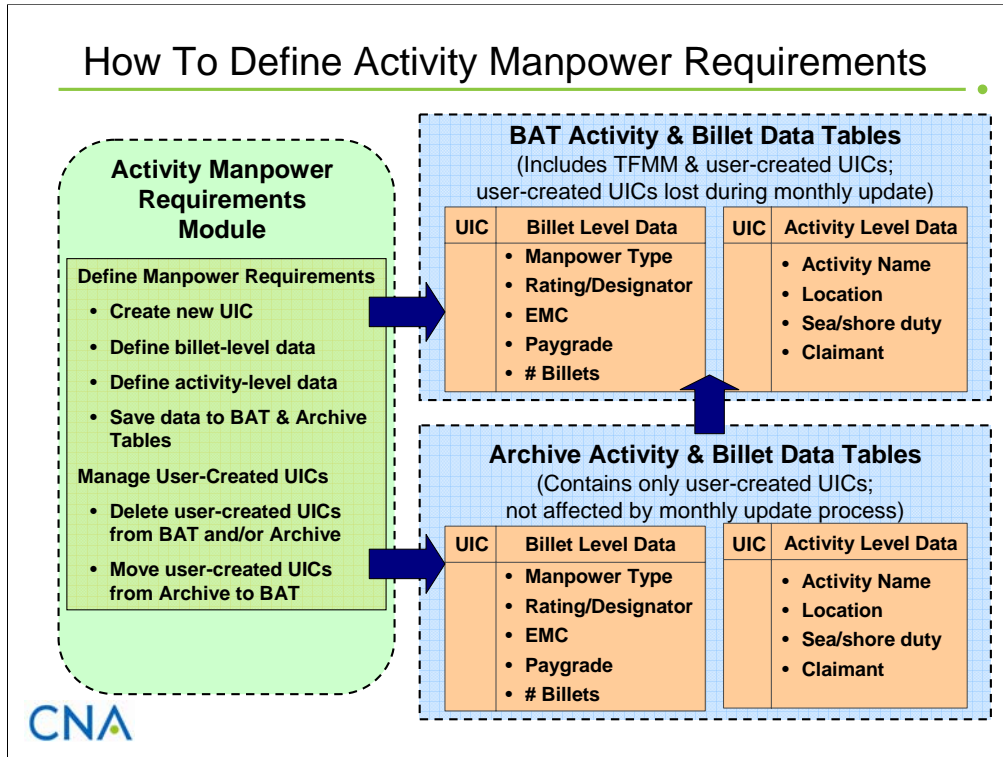 How To Define Activity Manpower Requirements
Activity Manpower
Requirements
Module
Define Manpower Requirements
• Create new UIC
• Define billet-level data
• Define activity-level data
• Save data to BAT & Archive
Tables
Manage User-Created UICs
• Delete user-created UICs
from BAT and/or Archive
• Move user-created UICs
from Archive to BAT
BAT Activity & Billet Data Tables
(Includes TFMM & user-created UICs;
user-created UICs lost during monthly update)
UIC Billet Level Data
• Manpower Type
• Rating/Designator
• EMC
• Paygrade
• # Billets
UIC Activity Level Data
• Activity Name
• Location
• Sea/shore duty
• Claimant
Archive Activity & Billet Data Tables
(Contains only user-created UICs;
not affected by monthly update process)
UIC Billet Level Data
• Manpower Type
• Rating/Designator
• EMC
• Paygrade
• # Billets
UIC Activity Level Data
• Activity Name
• Location
• Sea/shore duty
• Claimant
CNA